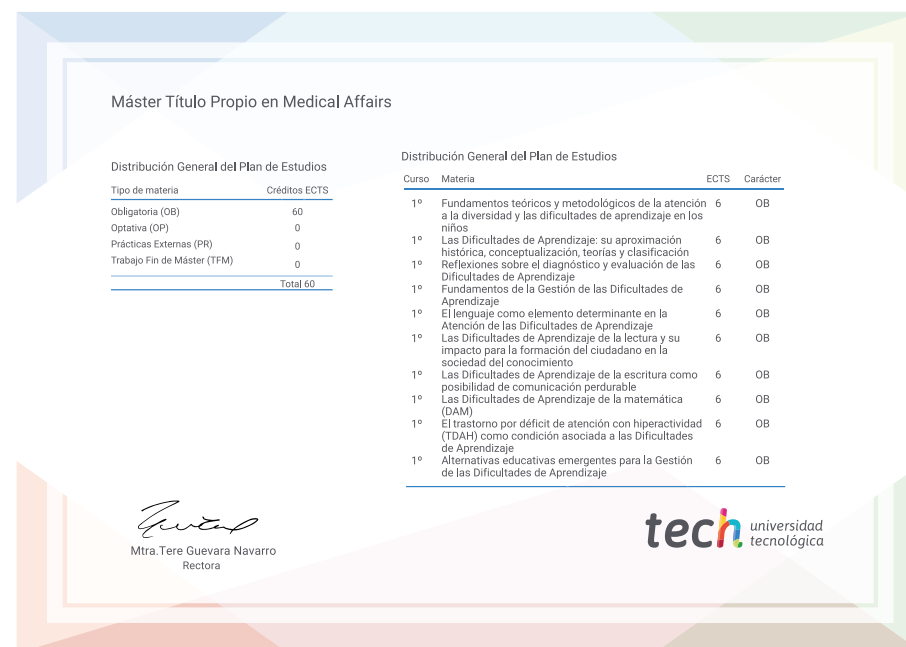 Máster Título Propio en Medical Affairs
Distribución General del Plan de Estudios
Tipo de materia Créditos ECTS
Obligatoria (OB) 60
Optativa (OP) 0
Prácticas Externas (PR) 0
Trabajo Fin de Máster (TFM) 0
Total 60
Distribución General del Plan de Estudios
Curso Materia ECTS Carácter
1º Fundamentos teóricos y metodológicos de la atención 6 OB
a la diversidad y las dificultades de aprendizaje en los
niños
1º Las Dificultades de Aprendizaje: su aproximación 6 OB
histórica, conceptualización, teorías y clasificación
1º Reflexiones sobre el diagnóstico y evaluación de las 6 OB
Dificultades de Aprendizaje
1º Fundamentos de la Gestión de las Dificultades de 6 OB
Aprendizaje
1º El lenguaje como elemento determinante en la 6 OB
Atención de las Dificultades de Aprendizaje
1º Las Dificultades de Aprendizaje de la lectura y su 6 OB
impacto para la formación del ciudadano en la
sociedad del conocimiento
1º Las Dificultades de Aprendizaje de la escritura como 6 OB
posibilidad de comunicación perdurable
1º Las Dificultades de Aprendizaje de la matemática 6 OB
(DAM)
1º El trastorno por déficit de atención con hiperactividad 6 OB
(TDAH) como condición asociada a las Dificultades
de Aprendizaje
1º Alternativas educativas emergentes para la Gestión 6 OB
de las Dificultades de Aprendizaje
Mtra.Tere Guevara Navarro
Rectora
tech universidad
tecnológica